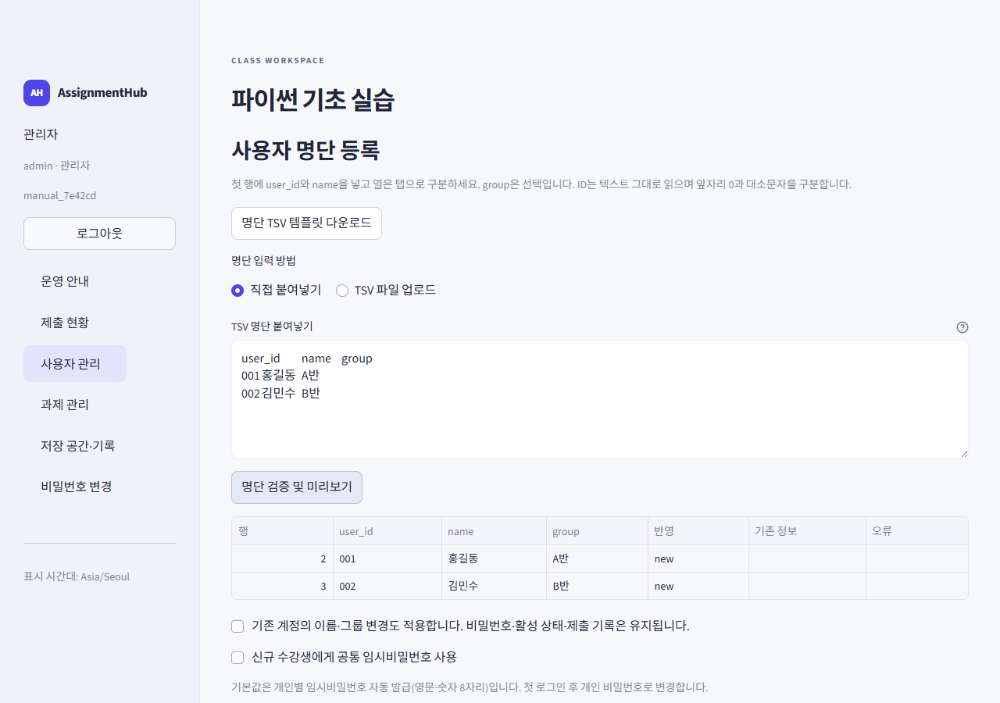 AH AssignmentHub
관리자
admin · 관리자
manual_7e42cd
로그아웃
운영 안내
제출 현황
사용자 관리
과제 관리
저장 공간·기록
비밀번호 변경
표시 시간대: Asia/Seoul
CLASS WORKSPACE
파이썬 기초 실습
사용자 명단 등록
첫 행에 user_id와 name을 넣고 열은 탭으로 구분하세요. group은 선택입니다. ID는 텍스트 그대로 읽으며 앞자리 0과 대소문자를 구분합니다.
명단 TSV 템플릿 다운로드
명단 입력 방법
직접 붙여넣기 TSV 파일 업로드
TSV 명단 붙여넣기
user_id name group
001 홍길동 A반
002 김민수 B반
명단 검증 및 미리보기
행 user_id name group 반영 기존 정보 오류
2 001 홍길동 A반 new
3 002 김민수 B반 new
기존 계정의 이름·그룹 변경도 적용합니다. 비밀번호·활성 상태·제출 기록은 유지됩니다.
신규 수강생에게 공통 임시비밀번호 사용
기본값은 개인별 임시비밀번호 자동 발급(영문·숫자 8자리)입니다. 첫 로그인 후 개인 비밀번호로 변경합니다.